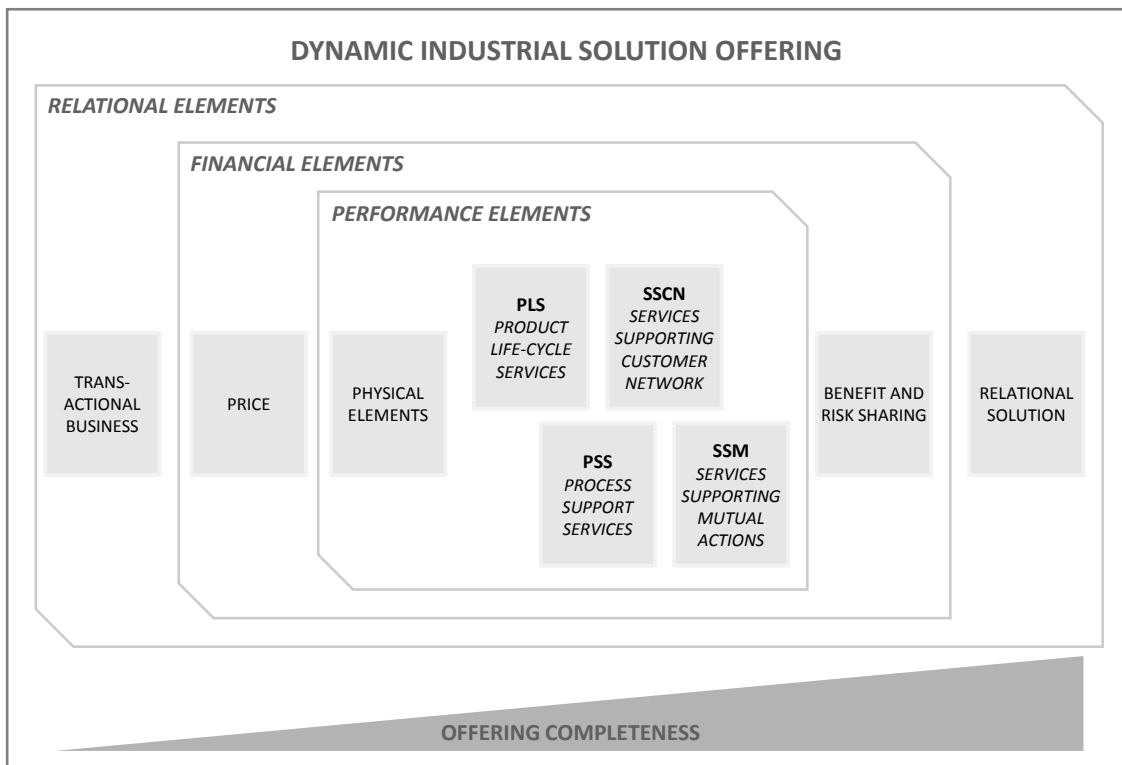 DYNAMIC INDUSTRIAL SOLUTION OFFERING
RELATIONAL ELEMENTS
FINANCIAL ELEMENTS
PERFORMANCE ELEMENTS
TRANS-
ACTIONAL
BUSINESS
PRICE
PHYSICAL
ELEMENTS
PLS
PRODUCT
LIFE-CYCLE
SERVICES
SSCN
SERVICES
SUPPORTING
CUSTOMER
NETWORK
PSS
PROCESS
SUPPORT
SERVICES
SSM
SERVICES
SUPPORTING
MUTUAL
ACTIONS
BENEFIT AND
RISK SHARING
RELATIONAL
SOLUTION
OFFERING COMPLETENESS